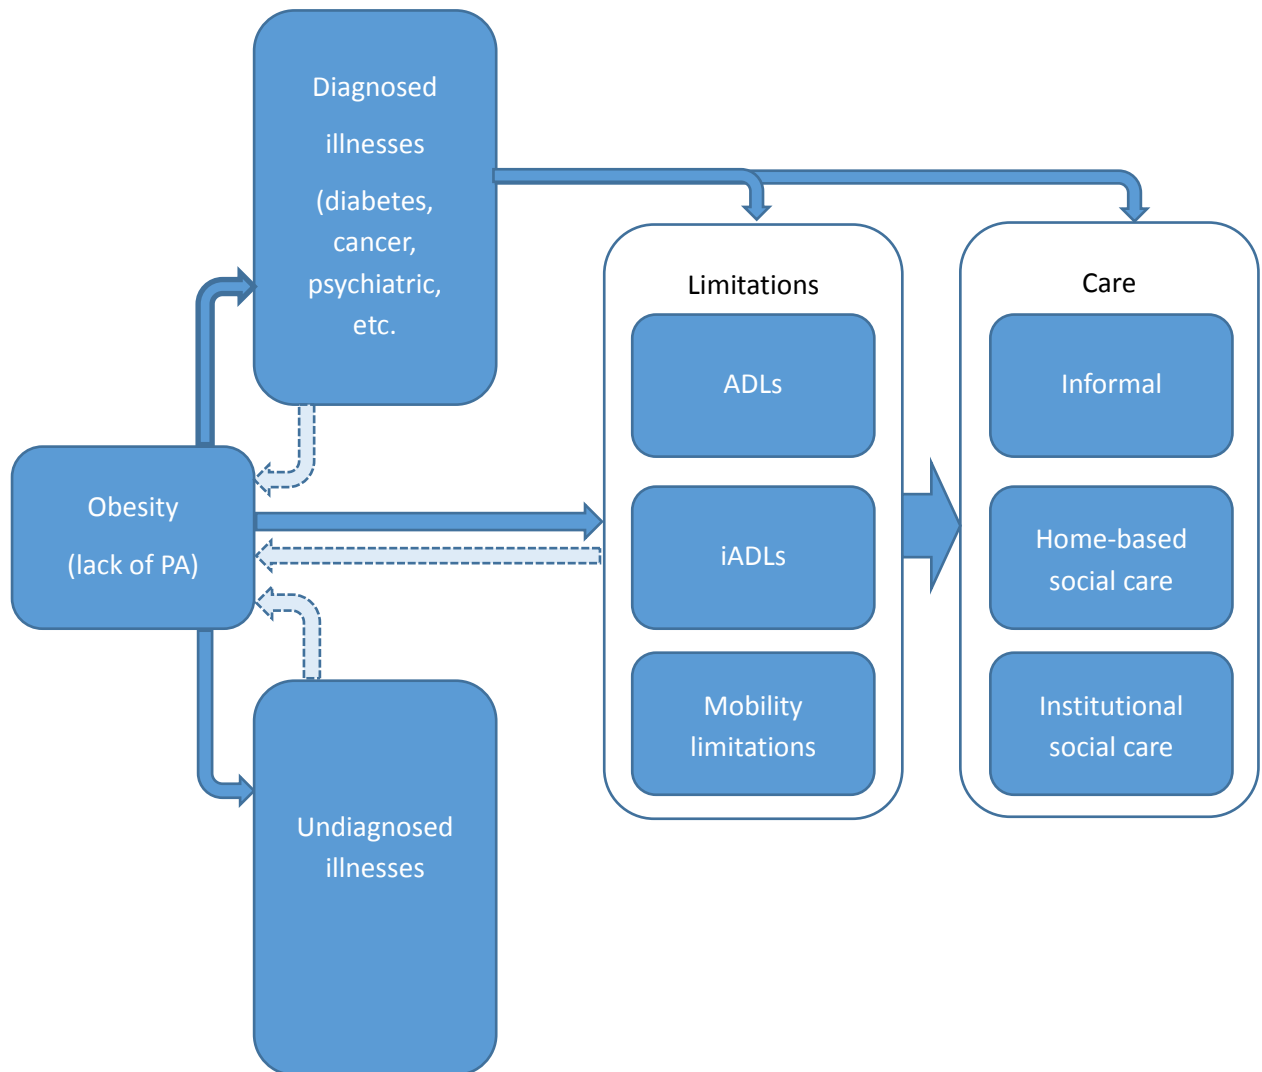 Diagnosed
illnesses
(diabetes,
cancer,
psychiatric,
etc.
Limitations
Care
ADLs
Informal
Obesity
(lack of PA)
iADLs
Home-based
social care
Mobility
limitations
Institutional
social care
Undiagnosed
illnesses